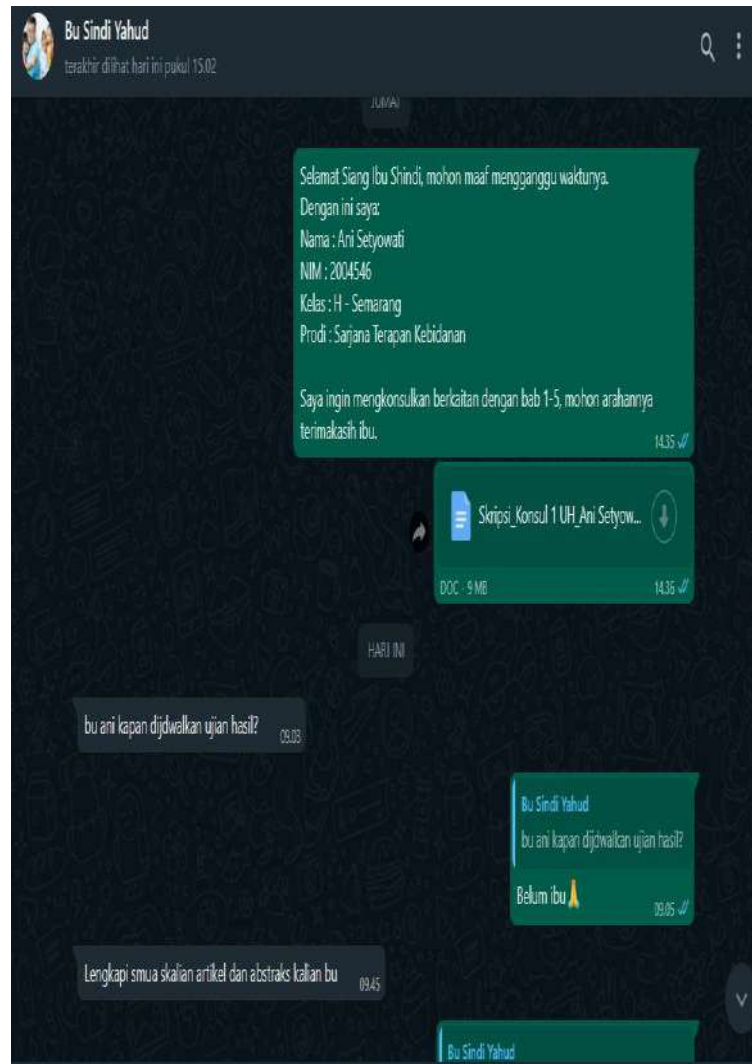 Bu Sindi Yahud
terakhir dilihat hari ini pukul 15.02
JUMAT
Selamat Siang Ibu Shindi, mohon maaf mengganggu waktunya.
Dengan ini saya:
Nama : Ani Setyowati
NIM : 2004546
Kelas : H - Semarang
Prodi : Sarjana Terapan Kebidanan
Saya ingin mengkonsulkan berkaitan dengan bab 1-5, mohon arahannya
terimakasih ibu.
14.35
Skripsi_Konsul 1 UH_Ani Setyow...
DOC · 9 MB
14.36
HARI INI
bu ani kapan dijdwalkan ujian hasil?
09.03
Bu Sindi Yahud
bu ani kapan dijdwalkan ujian hasil?
Belum ibu🙏
09.05
Lengkapi smua skalian artikel dan abstraks kalian bu
09.45
Bu Sindi Yahud